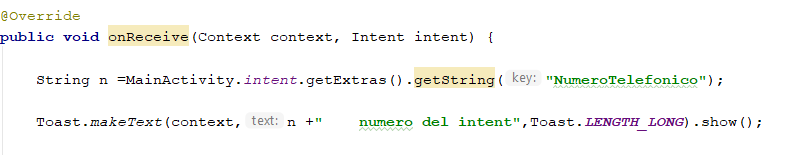 @Override
public void onReceive(Context context, Intent intent) {
String n =MainActivity.intent.getExtras().getString( key: "NumeroTelefonico");
Toast.makeText(context, text: n +"    numero del intent",Toast.LENGTH_LONG).show();